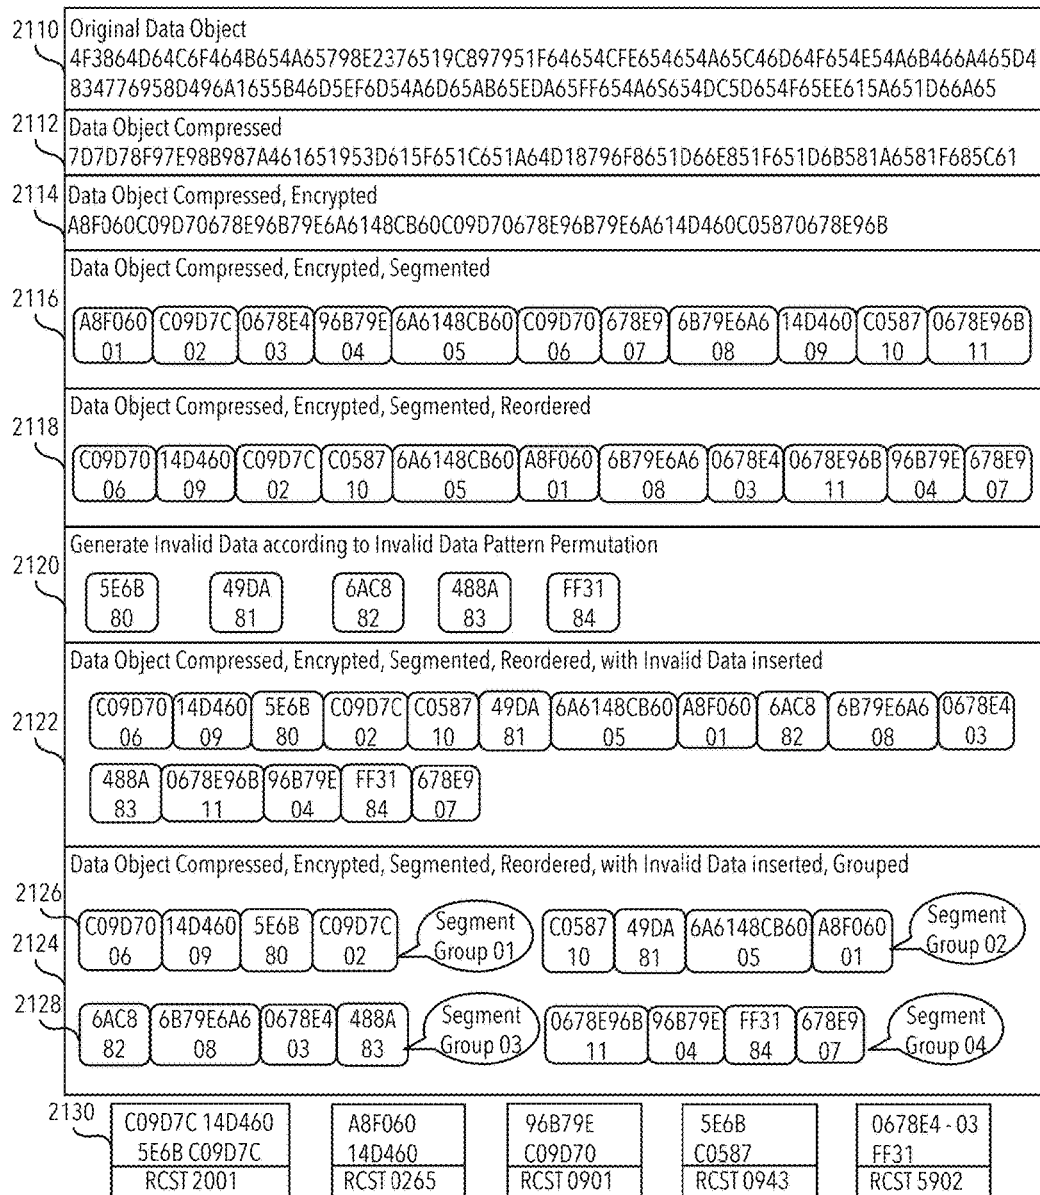 2110 Original Data Object
4F3864D64C6F464B654A65798E2376519C897951F64654CFE654654A65C46D64F654E54A6B466A465D4
834776958D496A1655B46D5EF6D54A6D65AB65EDA65FF654A6S654DC5D654F65EE615A651D66A65
2112 Data Object Compressed
7D7D78F97E98B987A461651953D615F651C651A64D18796F8651D66E851F651D6B581A6581F685C61
2114 Data Object Compressed, Encrypted
A8F060C09D70678E96B79E6A6148CB60C09D70678E96B79E6A614D460C05870678E96B
Data Object Compressed, Encrypted, Segmented
2116
A8F060 C09D7C 0678E4 96B79E 6A6148CB60 C09D70 678E9 6B79E6A6 14D460 C0587 0678E96B
01 02 03 04 05 06 07 08 09 10 11
Data Object Compressed, Encrypted, Segmented, Reordered
2118
C09D70 14D460 C09D7C C0587 6A6148CB60 A8F060 6B79E6A6 0678E4 0678E96B 96B79E 678E9
06 09 02 10 05 01 08 03 11 04 07
Generate Invalid Data according to Invalid Data Pattern Permutation
2120
5E6B 49DA 6AC8 488A FF31
80 81 82 83 84
Data Object Compressed, Encrypted, Segmented, Reordered, with Invalid Data inserted
2122
C09D70 14D460 5E6B C09D7C C0587 49DA 6A6148CB60 A8F060 6AC8 6B79E6A6 0678E4
06 09 80 02 10 81 05 01 82 08 03
488A 0678E96B 96B79E FF31 678E9
83 11 04 84 07
Data Object Compressed, Encrypted, Segmented, Reordered, with Invalid Data inserted, Grouped
2126
C09D70 14D460 5E6B C09D7C Segment C0587 49DA 6A6148CB60 A8F060 Segment
06 09 80 02 Group 01 10 81 05 01 Group 02
2124
2128
6AC8 6B79E6A6 0678E4 488A Segment 0678E96B 96B79E FF31 678E9 Segment
82 08 03 83 Group 03 11 04 84 07 Group 04
2130
C09D7C 14D460 A8F060 96B79E 5E6B 0678E4 - 03
5E6B C09D7C 14D460 C09D70 C0587 FF31
RCST 2001 RCST 0265 RCST 0901 RCST 0943 RCST 5902